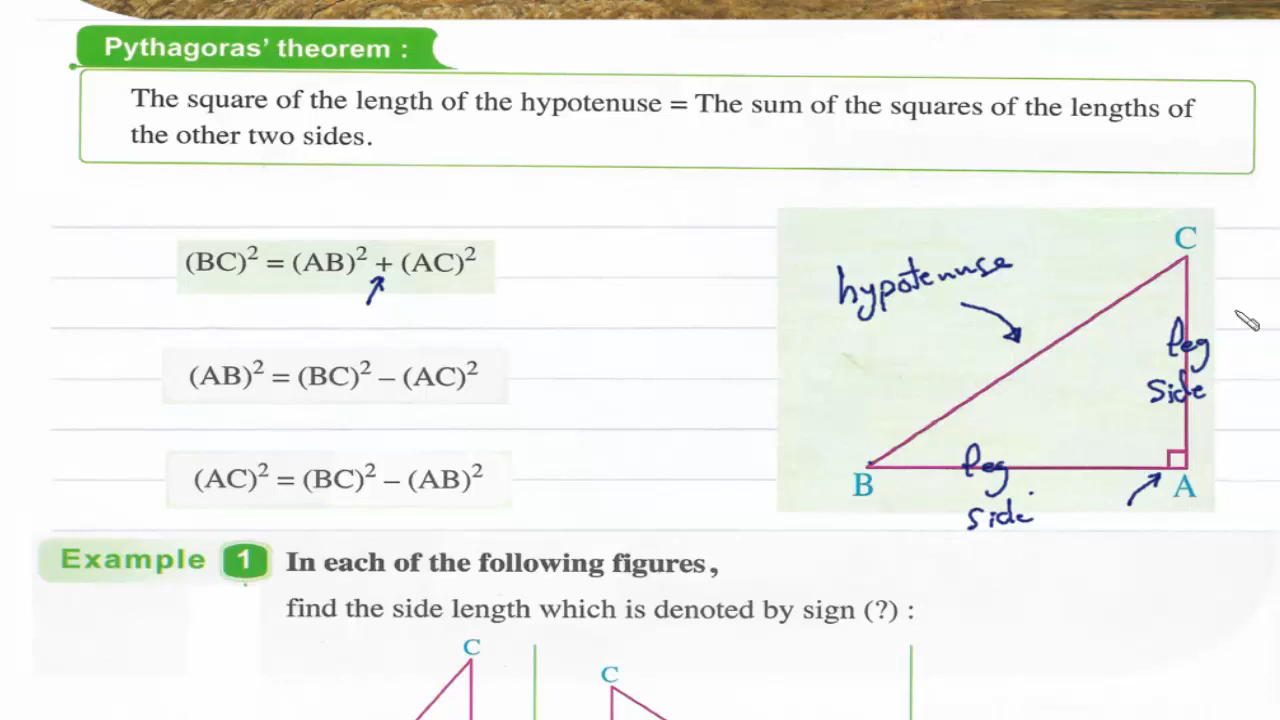 Pythagoras' theorem :
The square of the length of the hypotenuse = The sum of the squares of the lengths of
the other two sides.
(BC)² = (AB)² + (AC)²
(AB)² = (BC)² – (AC)²
(AC)² = (BC)² – (AB)²
C
hypotenuse
leg
side
leg
side
B
A
Example 1 In each of the following figures,
find the side length which is denoted by sign (?) :
C
C